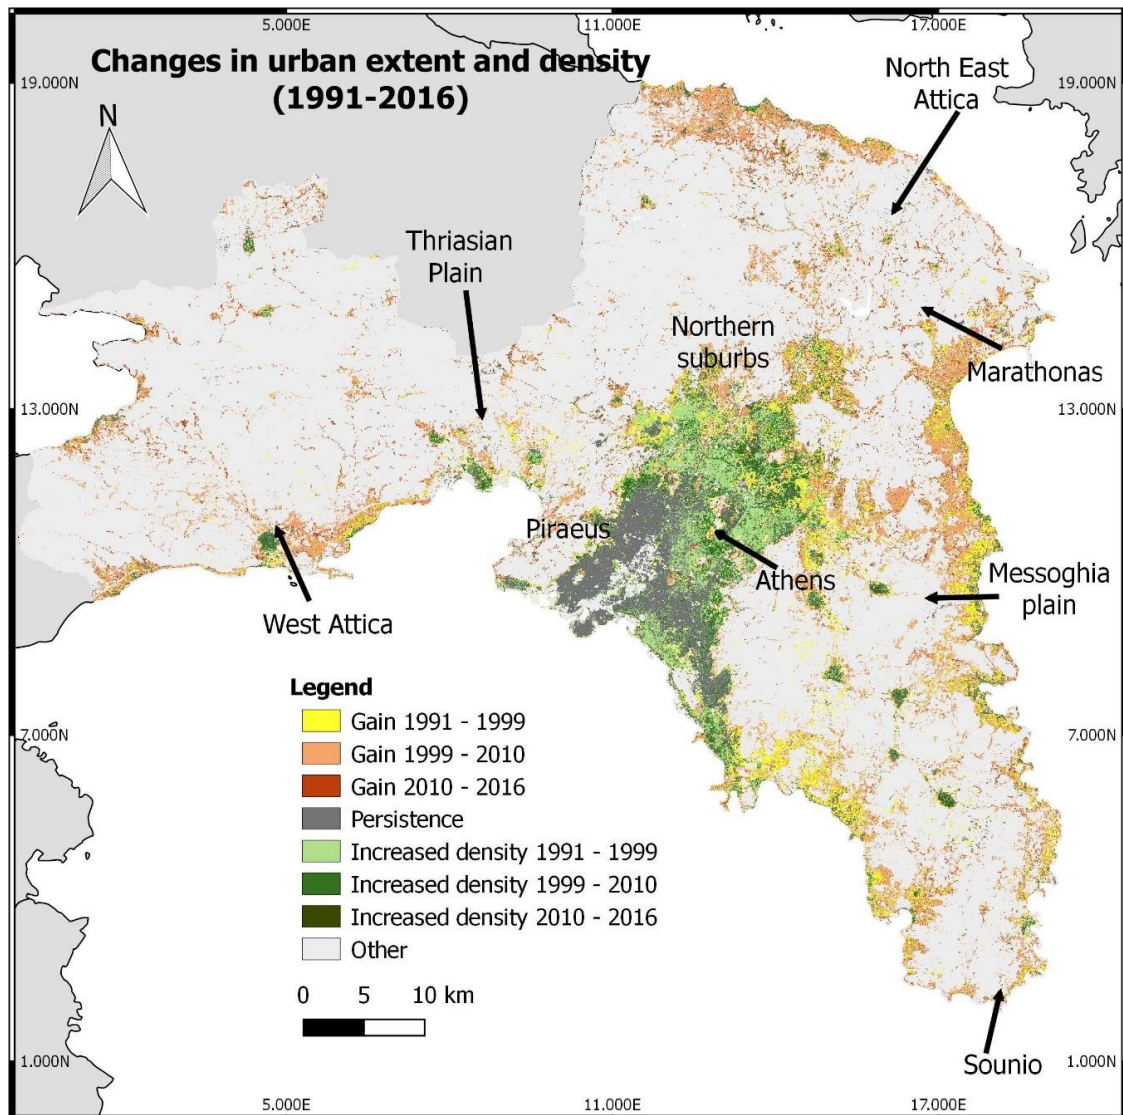 5.000E
11.000E
17.000E
Changes in urban extent and density
(1991-2016)
19.000N
19.000N
North East
Attica
N
Thriasian
Plain
Northern
suburbs
Marathonas
13.000N
13.000N
Piraeus
Athens
Messoghia
plain
West Attica
Legend
Gain 1991 - 1999
Gain 1999 - 2010
Gain 2010 - 2016
Persistence
Increased density 1991 - 1999
Increased density 1999 - 2010
Increased density 2010 - 2016
Other
7.000N
7.000N
0 5 10 km
Sounio
1.000N
1.000N
5.000E
11.000E
17.000E